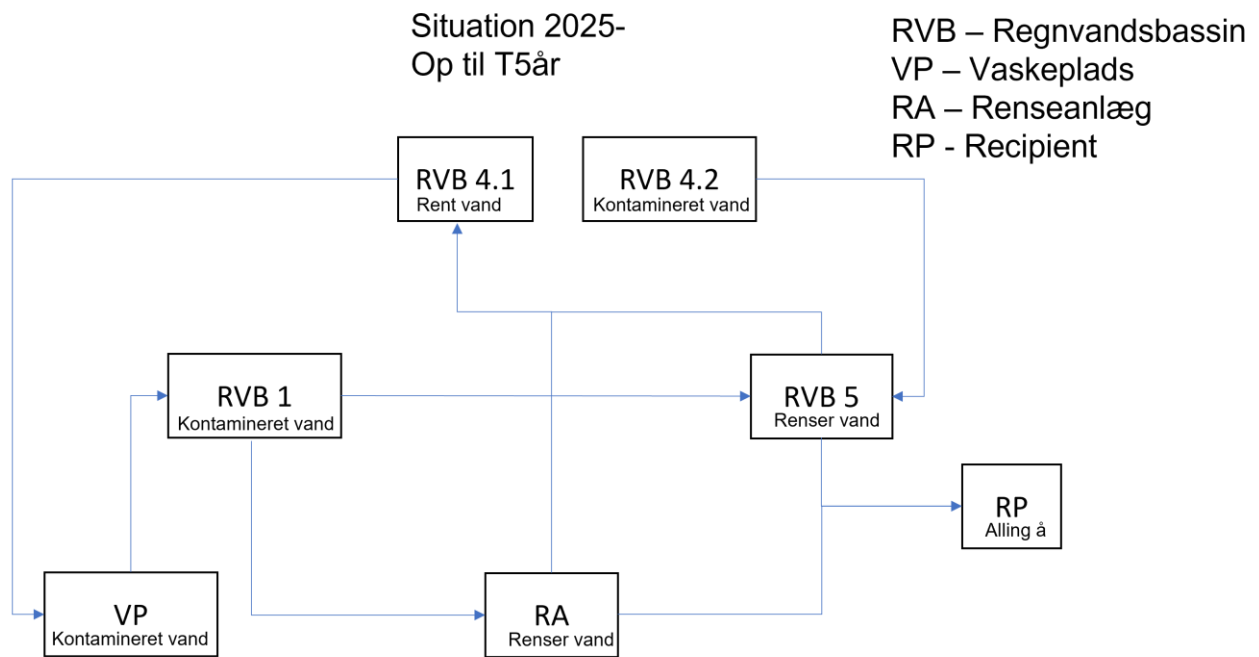 Situation 2025-
Op til T5år
RVB – Regnvandsbassin
VP – Vaskeplads
RA – Renseanlæg
RP - Recipient
RVB 4.1
Rent vand
RVB 4.2
Kontamineret vand
RVB 1
Kontamineret vand
RVB 5
Renser vand
RP
Alling å
VP
Kontamineret vand
RA
Renser vand